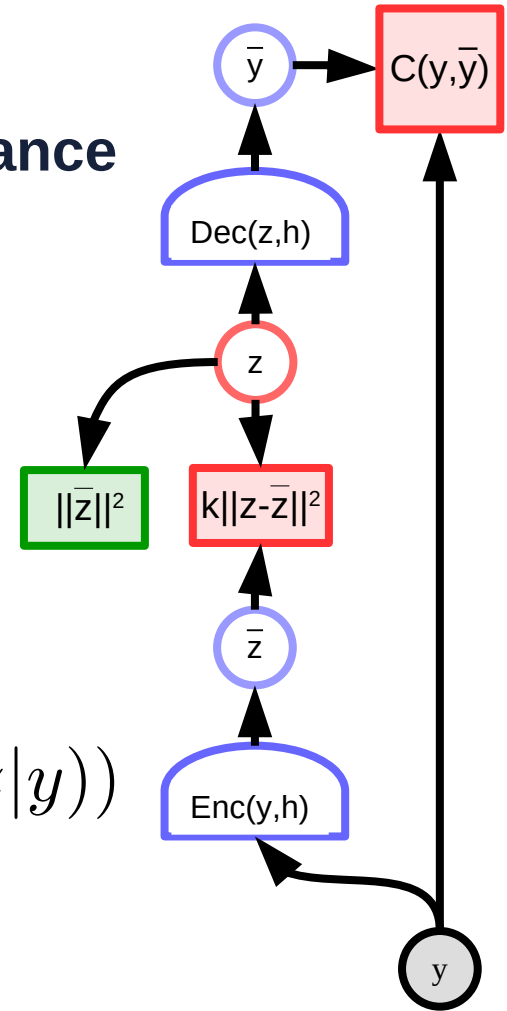 y̅
C(y,y̅)
ance
Dec(z,h)
z
||z̅||²
k||z-z̅||²
z̅
|y))
Enc(y,h)
y